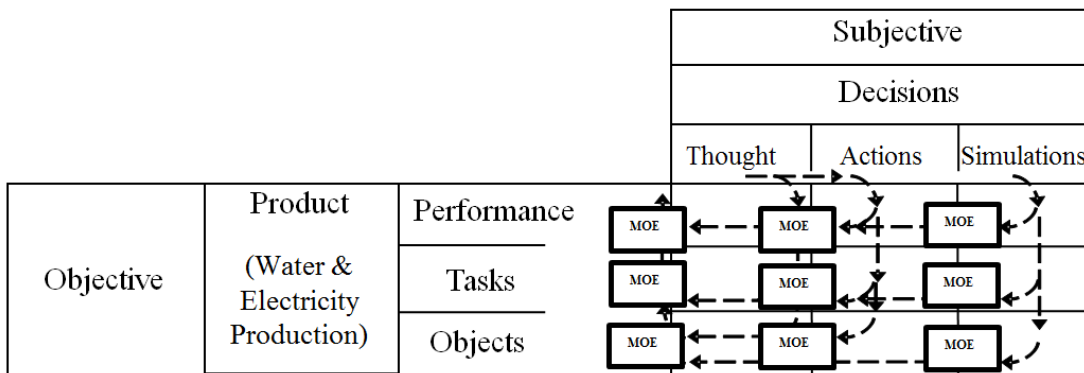 Subjective
Decisions
Thought Actions Simulations
Product Performance
MOE MOE MOE
(Water &
Objective Electricity Tasks
MOE MOE MOE
Production)
Objects
MOE MOE MOE